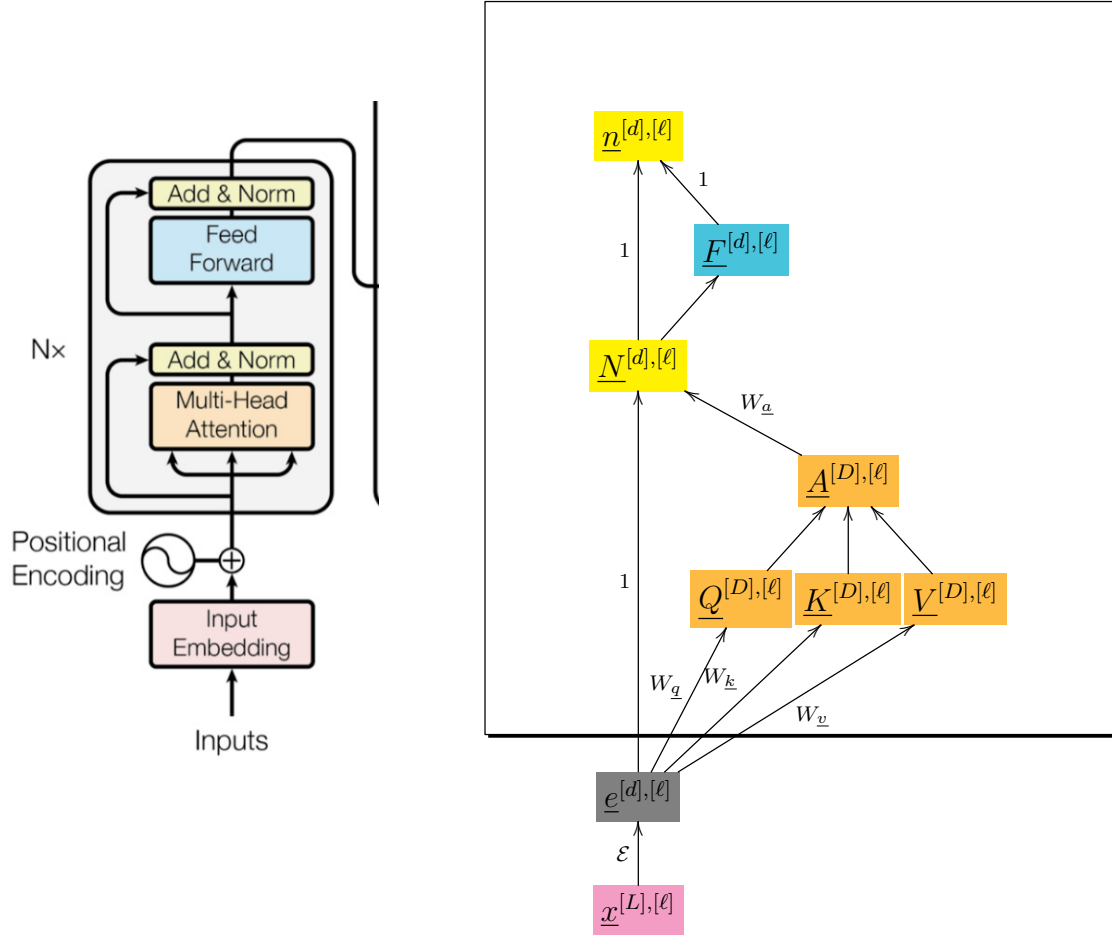 Add & Norm
Feed
Forward
N×
Add & Norm
Multi-Head
Attention
Positional
Encoding
Input
Embedding
Inputs
n^{[d],[ℓ]}
1
1
F^{[d],[ℓ]}
N^{[d],[ℓ]}
W_a
A^{[D],[ℓ]}
1
Q^{[D],[ℓ]} K^{[D],[ℓ]} V^{[D],[ℓ]}
W_q W_k
W_v
e^{[d],[ℓ]}
ℰ
x^{[L],[ℓ]}